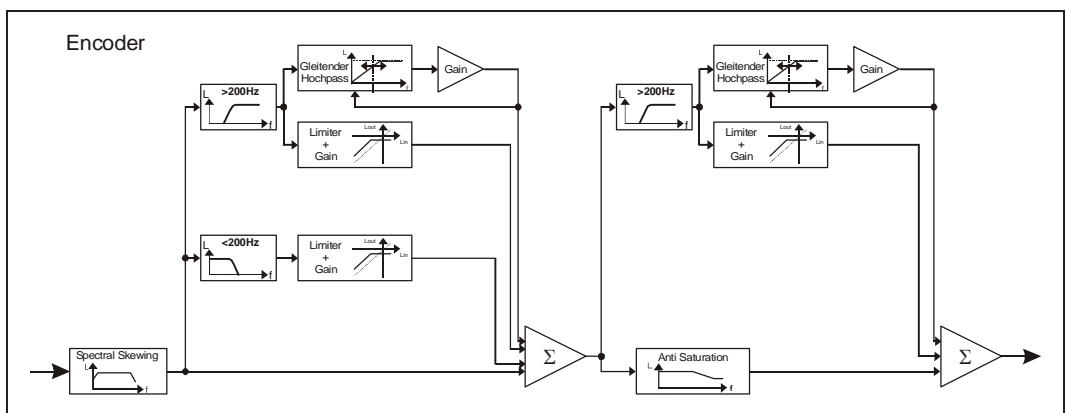 Encoder
L
Gleitender
Hochpass
f
Gain
L
>200Hz
f
Limiter
+
Gain
Lout
Lin
L
<200Hz
f
Limiter
+
Gain
Lout
Lin
Spectral Skewing
L
f
Σ
L
Gleitender
Hochpass
f
Gain
L
>200Hz
f
Limiter
+
Gain
Lout
Lin
Anti Saturation
L
f
Σ